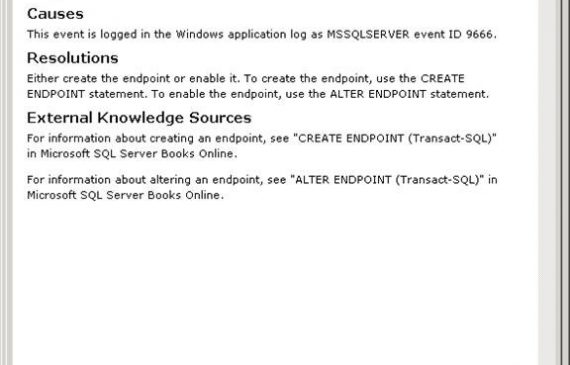 Causes
This event is logged in the Windows application log as MSSQLSERVER event ID 9666.
Resolutions
Either create the endpoint or enable it. To create the endpoint, use the CREATE
ENDPOINT statement. To enable the endpoint, use the ALTER ENDPOINT statement.
External Knowledge Sources
For information about creating an endpoint, see "CREATE ENDPOINT (Transact-SQL)"
in Microsoft SQL Server Books Online.
For information about altering an endpoint, see "ALTER ENDPOINT (Transact-SQL)" in
Microsoft SQL Server Books Online.